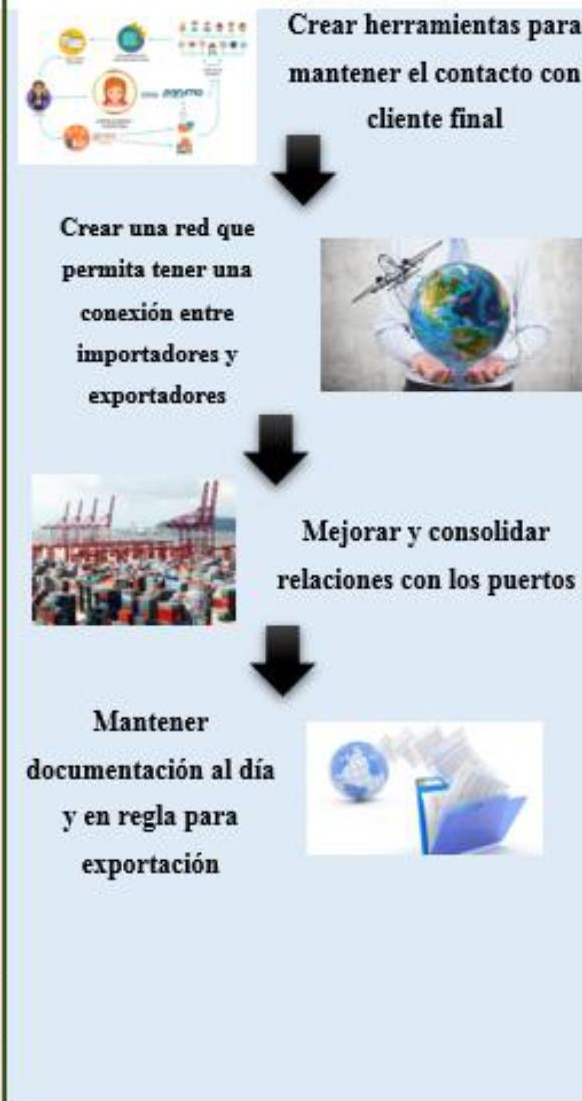 Crear herramientas para
mantener el contacto con
cliente final
Crear una red que
permita tener una
conexión entre
importadores y
exportadores
Mejorar y consolidar
relaciones con los puertos
Mantener
documentación al día
y en regla para
exportación